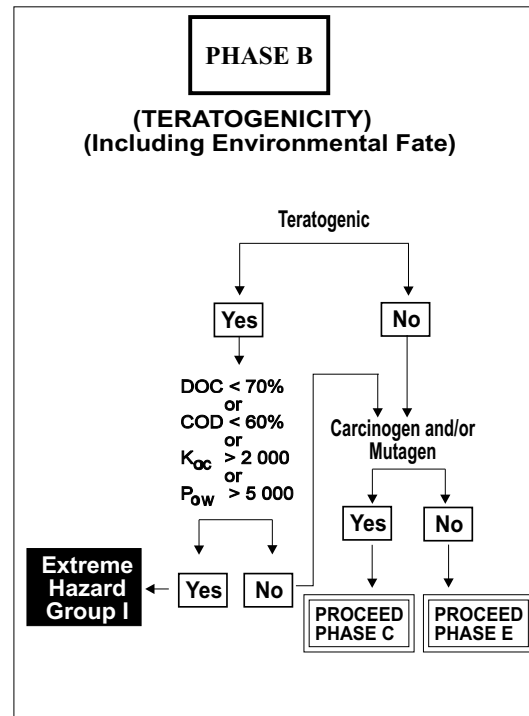 PHASE B
(TERATOGENICITY)
(Including Environmental Fate)
Teratogenic
Yes
No
DOC < 70%
or
COD < 60%
or
Koc > 2 000
or
Pow > 5 000
Carcinogen and/or
Mutagen
Yes
No
Extreme
Hazard
Group I
Yes
No
PROCEED
PHASE C
PROCEED
PHASE E